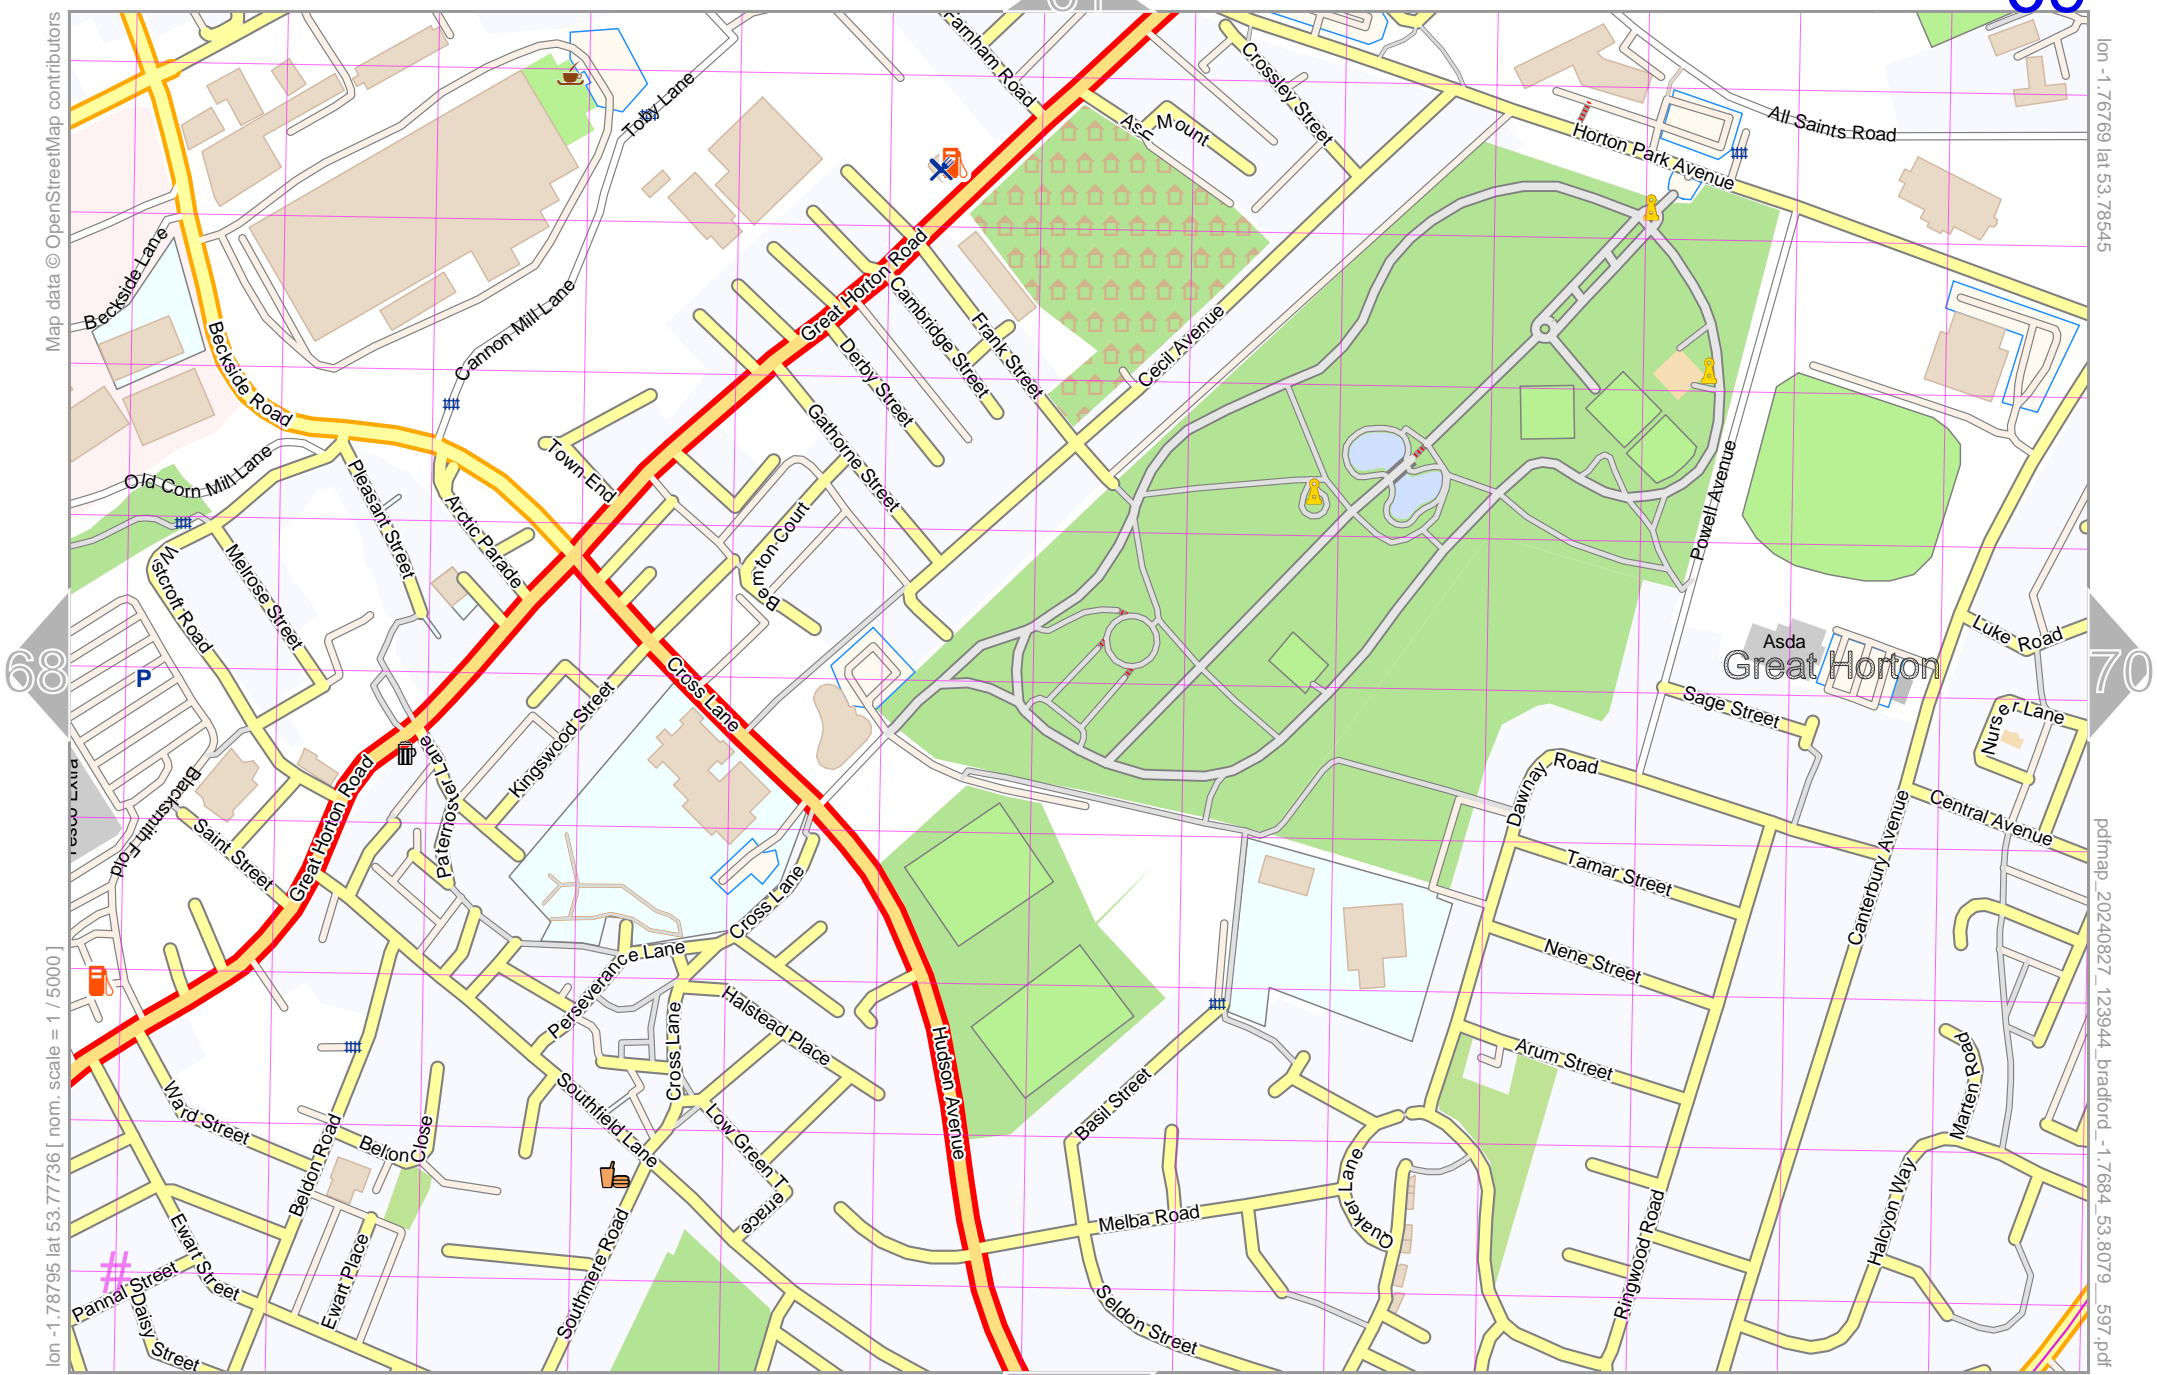 Map data © OpenStreetMap contributors
lon -1.78795 lat 53.77736 [ nom. scale = 1 / 5000 ]
lon -1.76769 lat 53.78545
pdfmap_20240827_123944_bradford_-1.7684_53.8079__597.pdf
68
70
Farnham Road
Crossley Street
Toby Lane
Mount
All Saints Road
Horton Park Avenue
Beckside Lane
Great Horton Road
Cambridge Street
Frank Street
Cecil Avenue
Cannon Mill Lane
Beckside Road
Derby Street
Gathorne Street
Old Corn Mill Lane
Pleasant Street
Town End
Arctic Parade
Powell Avenue
Westcroft Road
Melrose Street
Luke Road
Asda
Great Horton
P
Cross Lane
Kingswood Street
Sage Street
Nursery Lane
Paternoster Lane
Great Horton Road
Blacksmith Fold
Saint Street
Dawnay Road
Central Avenue
Canterbury Avenue
Tamar Street
Cross Lane
Perseverance Lane
Nene Street
Halstead Place
Cross Lane
Hudson Avenue
Arum Street
Marten Road
Ward Street
Southfield Lane
Basil Street
Low Green Terrace
Beldon Road
Close
Quaker Lane
Melba Road
Halcyon Way
Ringwood Road
Ewart Street
Ewart Place
Southmere Road
Pannal Street
Daisy Street
Seldon Street
#